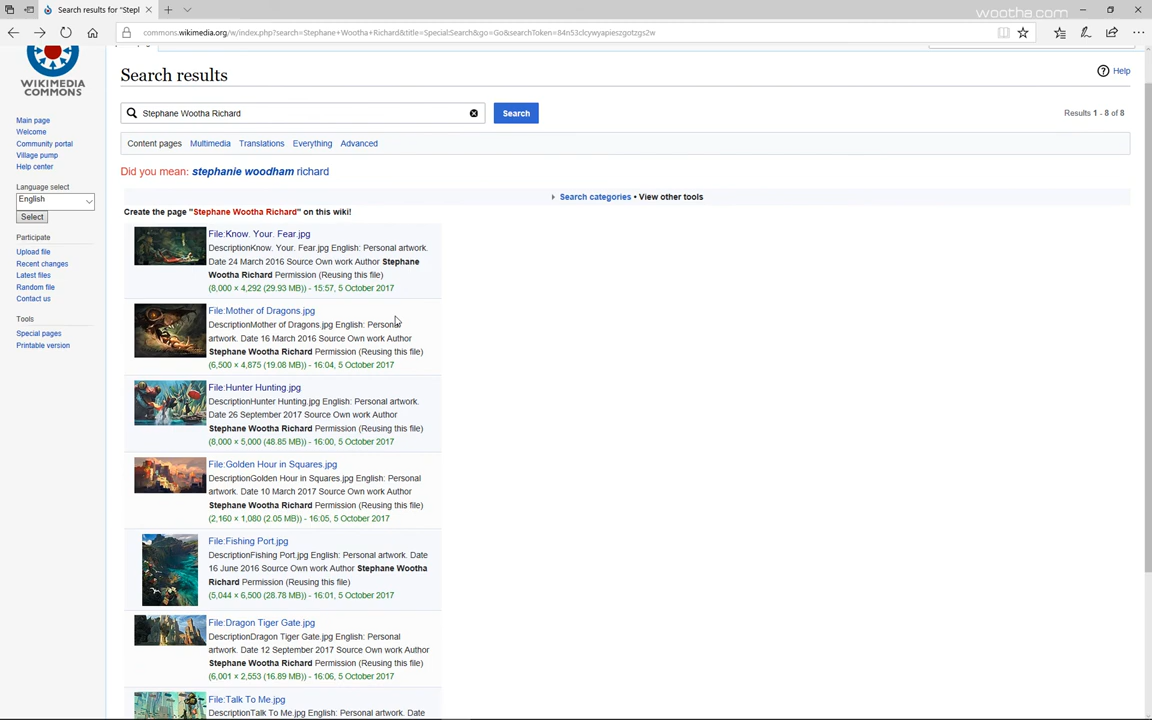 Search results for "Stepl
wootha.com
commons.wikimedia.org/w/index.php?search=Stephane+Wootha+Richard&title=Special:Search&go=Go&searchToken=84n53clcywyapieszgotzgs2w
WIKIMEDIA
COMMONS
Main page
Welcome
Community portal
Village pump
Help center
Language select
English
Select
Participate
Upload file
Recent changes
Latest files
Random file
Contact us
Tools
Special pages
Printable version
Search results
Help
Stephane Wootha Richard
Search
Results 1 - 8 of 8
Content pages Multimedia Translations Everything Advanced
Did you mean: stephanie woodham richard
Search categories • View other tools
Create the page "Stephane Wootha Richard" on this wiki!
File:Know. Your. Fear.jpg
DescriptionKnow. Your. Fear.jpg English: Personal artwork.
Date 24 March 2016 Source Own work Author Stephane
Wootha Richard Permission (Reusing this file)
(8,000 × 4,292 (29.93 MB)) - 15:57, 5 October 2017
File:Mother of Dragons.jpg
DescriptionMother of Dragons.jpg English: Personal
artwork. Date 16 March 2016 Source Own work Author
Stephane Wootha Richard Permission (Reusing this file)
(6,500 × 4,875 (19.08 MB)) - 16:04, 5 October 2017
File:Hunter Hunting.jpg
DescriptionHunter Hunting.jpg English: Personal artwork.
Date 26 September 2017 Source Own work Author
Stephane Wootha Richard Permission (Reusing this file)
(8,000 × 5,000 (48.85 MB)) - 16:00, 5 October 2017
File:Golden Hour in Squares.jpg
DescriptionGolden Hour in Squares.jpg English: Personal
artwork. Date 10 March 2017 Source Own work Author
Stephane Wootha Richard Permission (Reusing this file)
(2,160 × 1,080 (2.05 MB)) - 16:05, 5 October 2017
File:Fishing Port.jpg
DescriptionFishing Port.jpg English: Personal artwork. Date
16 June 2016 Source Own work Author Stephane Wootha
Richard Permission (Reusing this file)
(5,044 × 6,500 (28.78 MB)) - 16:01, 5 October 2017
File:Dragon Tiger Gate.jpg
DescriptionDragon Tiger Gate.jpg English: Personal
artwork. Date 12 September 2017 Source Own work Author
Stephane Wootha Richard Permission (Reusing this file)
(6,001 × 2,553 (16.89 MB)) - 16:06, 5 October 2017
File:Talk To Me.jpg
DescriptionTalk To Me.jpg English: Personal artwork. Date